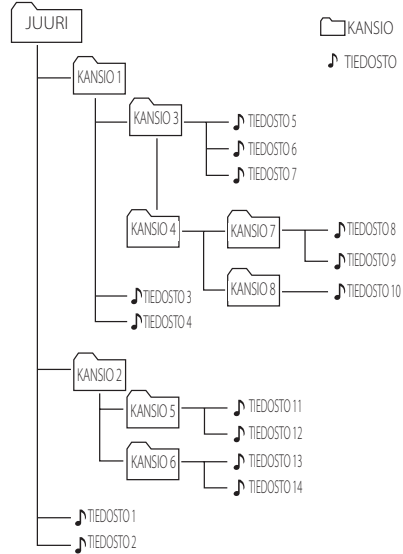 JUURI
KANSIO
TIEDOSTO
KANSIO 1
KANSIO 3
TIEDOSTO 5
TIEDOSTO 6
TIEDOSTO 7
KANSIO 4
KANSIO 7
TIEDOSTO 8
TIEDOSTO 9
KANSIO 8
TIEDOSTO 10
TIEDOSTO 3
TIEDOSTO 4
KANSIO 2
KANSIO 5
TIEDOSTO 11
TIEDOSTO 12
KANSIO 6
TIEDOSTO 13
TIEDOSTO 14
TIEDOSTO 1
TIEDOSTO 2